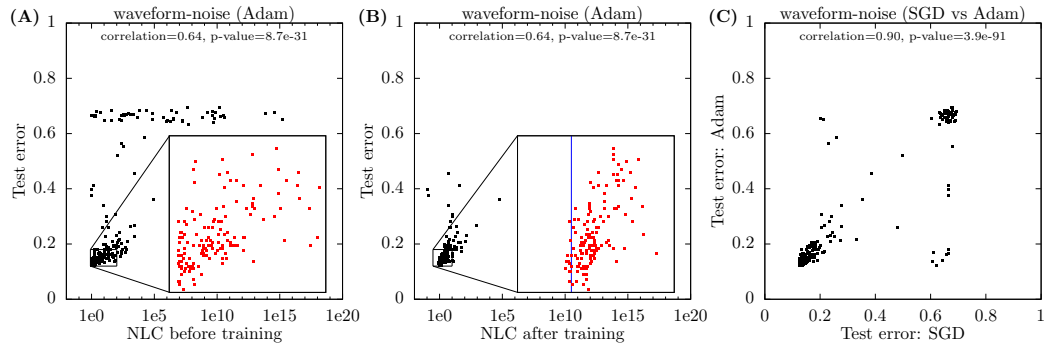 (A) waveform-noise (Adam)
correlation=0.64, p-value=8.7e-31
Test error
1
0.8
0.6
0.4
0.2
0
1e0 1e5 1e10 1e15 1e20
NLC before training
(B) waveform-noise (Adam)
correlation=0.64, p-value=8.7e-31
Test error
1
0.8
0.6
0.4
0.2
0
1e0 1e5 1e10 1e15 1e20
NLC after training
(C) waveform-noise (SGD vs Adam)
correlation=0.90, p-value=3.9e-91
Test error: Adam
1
0.8
0.6
0.4
0.2
0
0 0.2 0.4 0.6 0.8 1
Test error: SGD